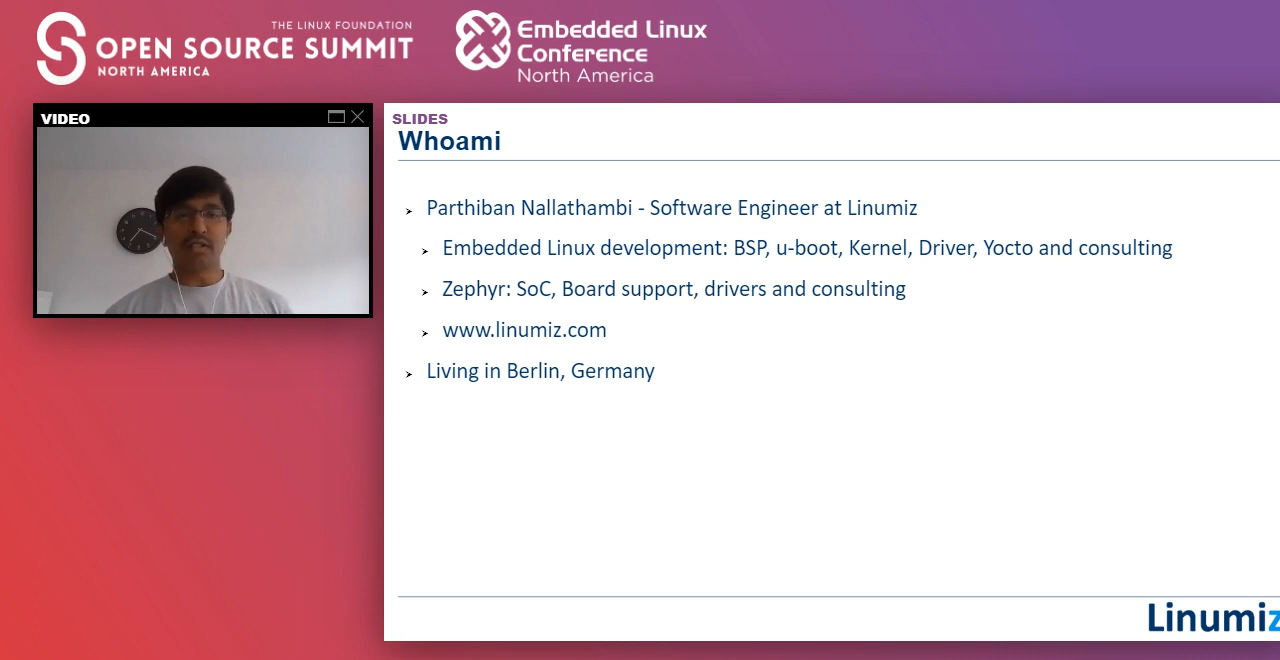 THE LINUX FOUNDATION
OPEN SOURCE SUMMIT
NORTH AMERICA
Embedded Linux
Conference
North America
VIDEO
SLIDES
Whoami
Parthiban Nallathambi - Software Engineer at Linumiz
Embedded Linux development: BSP, u-boot, Kernel, Driver, Yocto and consulting
Zephyr: SoC, Board support, drivers and consulting
www.linumiz.com
Living in Berlin, Germany
Linumiz